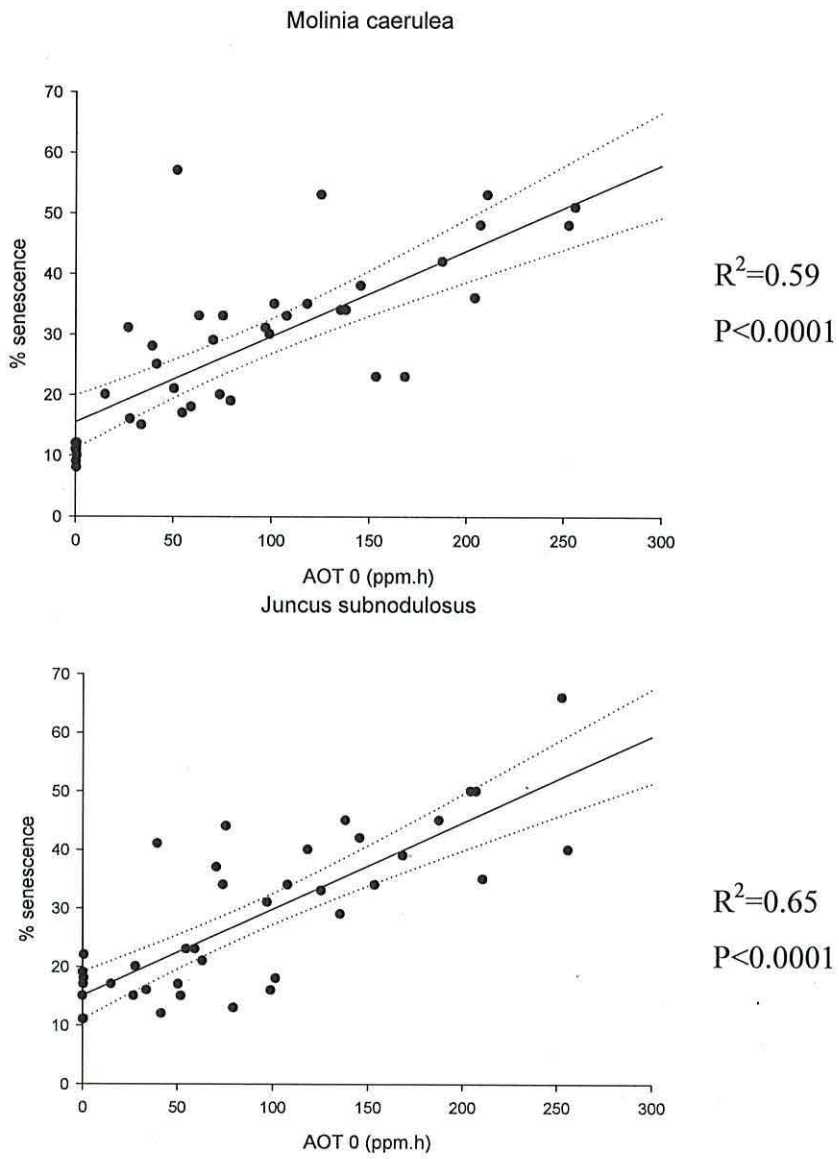 Molinia caerulea
70
60
50
40
30
20
10
0
% senescence
0 50 100 150 200 250 300
AOT 0 (ppm.h)
R²=0.59
P<0.0001
Juncus subnodulosus
70
60
50
40
30
20
10
0
% senescence
0 50 100 150 200 250 300
AOT 0 (ppm.h)
R²=0.65
P<0.0001